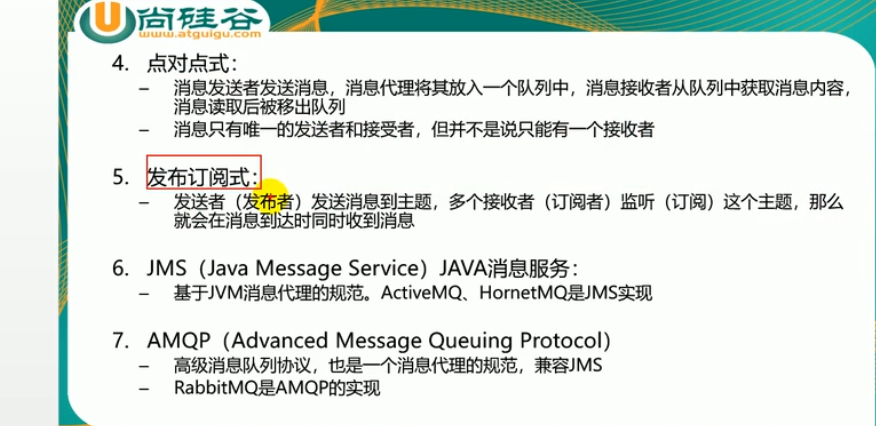 尚硅谷
www.atguigu.com
4. 点对点式：
– 消息发送者发送消息，消息代理将其放入一个队列中，消息接收者从队列中获取消息内容，
消息读取后被移出队列
– 消息只有唯一的发送者和接受者，但并不是说只能有一个接收者
5. 发布订阅式：
– 发送者（发布者）发送消息到主题，多个接收者（订阅者）监听（订阅）这个主题，那么
就会在消息到达时同时收到消息
6. JMS（Java Message Service）JAVA消息服务：
– 基于JVM消息代理的规范。ActiveMQ、HornetMQ是JMS实现
7. AMQP（Advanced Message Queuing Protocol）
– 高级消息队列协议，也是一个消息代理的规范，兼容JMS
– RabbitMQ是AMQP的实现